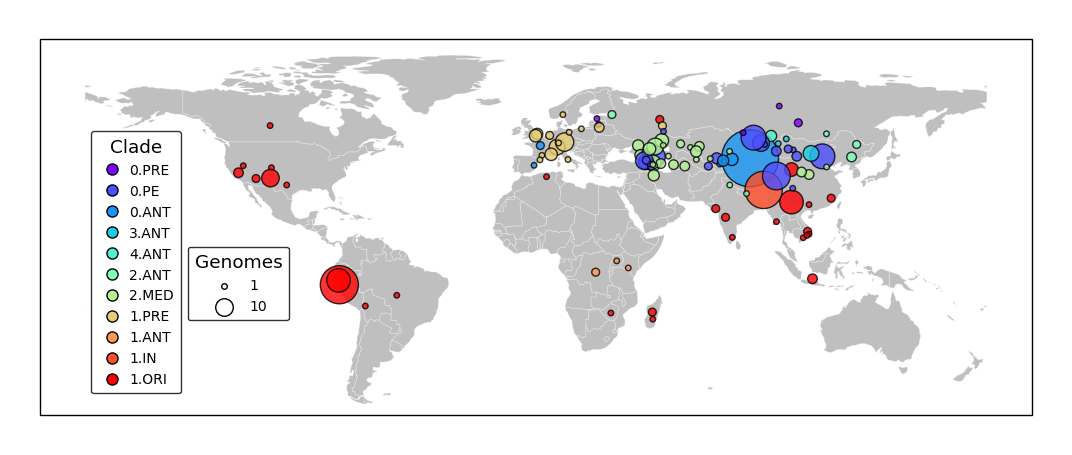 Clade
0.PRE
0.PE
0.ANT
3.ANT
4.ANT
2.ANT
2.MED
1.PRE
1.ANT
1.IN
1.ORI
Genomes
1
10